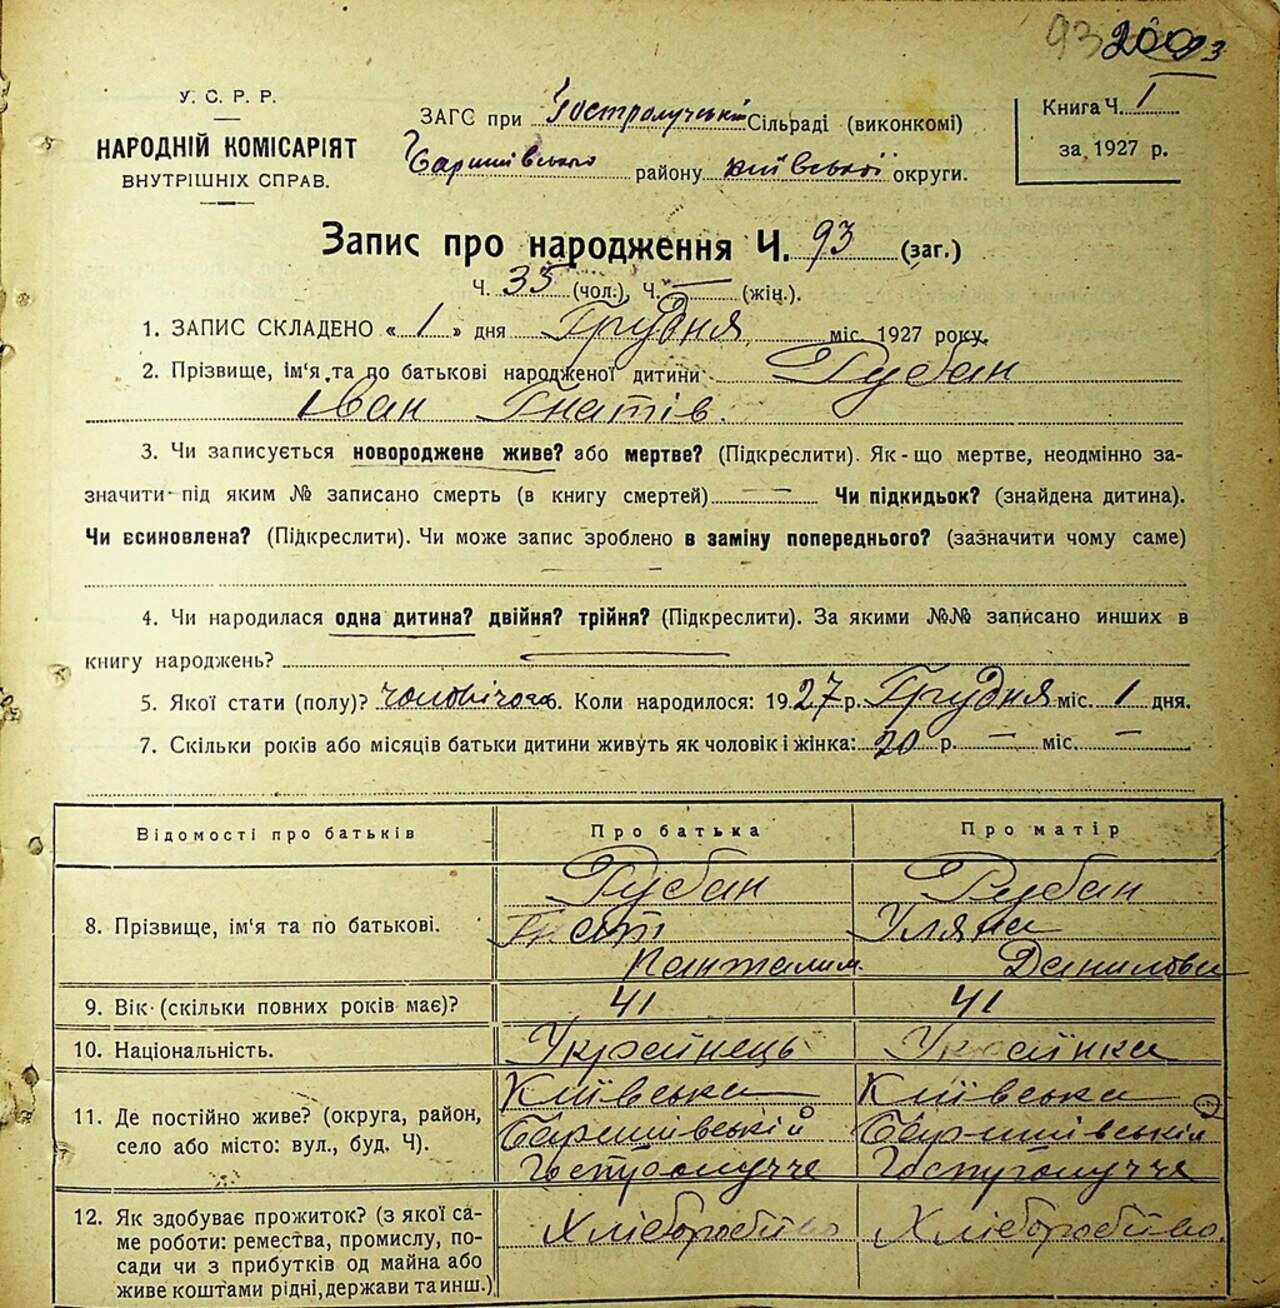 93 200 93
У. С. Р. Р.
НАРОДНІЙ КОМІСАРІЯТ
ВНУТРІШНІХ СПРАВ.
ЗАГС при Гостролучській Сільраді (виконкомі)
Баришівського району Київської округи.
Книга Ч. 1
за 1927 р.
Запис про народження Ч. 93 (заг.)
Ч. 35 (чол.), Ч. — (жін.).
1. ЗАПИС СКЛАДЕНО « 1 » дня Грудня міс. 1927 року.
2. Прізвище, ім'я та по батькові народженої дитини Рубан
Іван Гнатів.
3. Чи записується новороджене живе? або мертве? (Підкреслити). Як-що мертве, неодмінно за-
значити під яким № записано смерть (в книгу смертей) — Чи підкидьок? (знайдена дитина).
Чи всиновлена? (Підкреслити). Чи може запис зроблено в заміну попереднього? (зазначити чому саме)
4. Чи народилася одна дитина? двійня? трійня? (Підкреслити). За якими №№ записано инших в
книгу народжень?
5. Якої стати (полу)? чоловічого 6. Коли народилося: 1927 р. Грудня міс. 1 дня.
7. Скільки років або місяців батьки дитини живуть як чоловік і жінка: 20 р. — міс. —
Відомості про батьків Про батька Про матір
8. Прізвище, ім'я та по батькові. Рубан Рубан
Гнат Уляна
Панталим. Данилова
9. Вік (скільки повних років має)? 41 41
10. Національність. Українець Українка
11. Де постійно живе? (округа, район,
село або місто: вул., буд. Ч). Київська Київська
Баришівській Баришівській
Гостролуччє Гостролуччє
12. Як здобуває прожиток? (з якої са-
ме роботи: ремества, промислу, по-
сади чи з прибутків од майна або
живе коштами рідні, держави та инш.) Хліборобство Хліборобство.